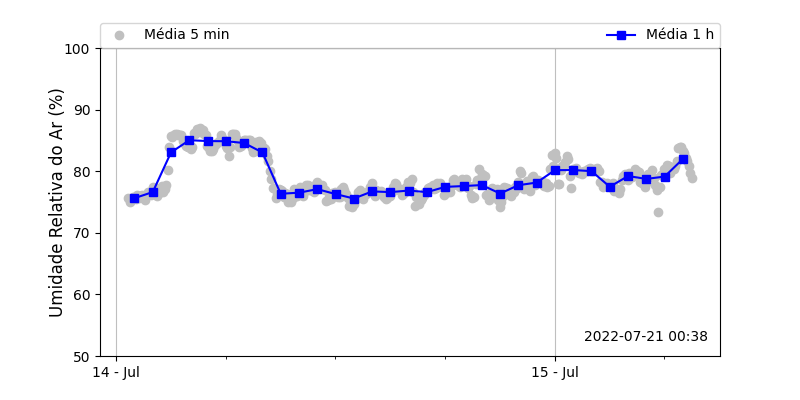 Média 5 min
Média 1 h
Umidade Relativa do Ar (%)
100
90
80
70
60
50
2022-07-21 00:38
14 - Jul
15 - Jul